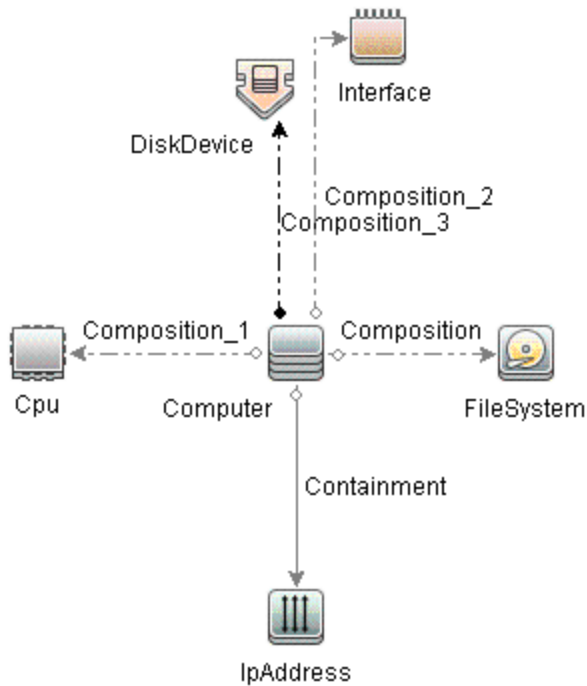 Interface
DiskDevice
Composition_2
Composition_3
Composition_1
Composition
Cpu
Computer
FileSystem
Containment
IpAddress